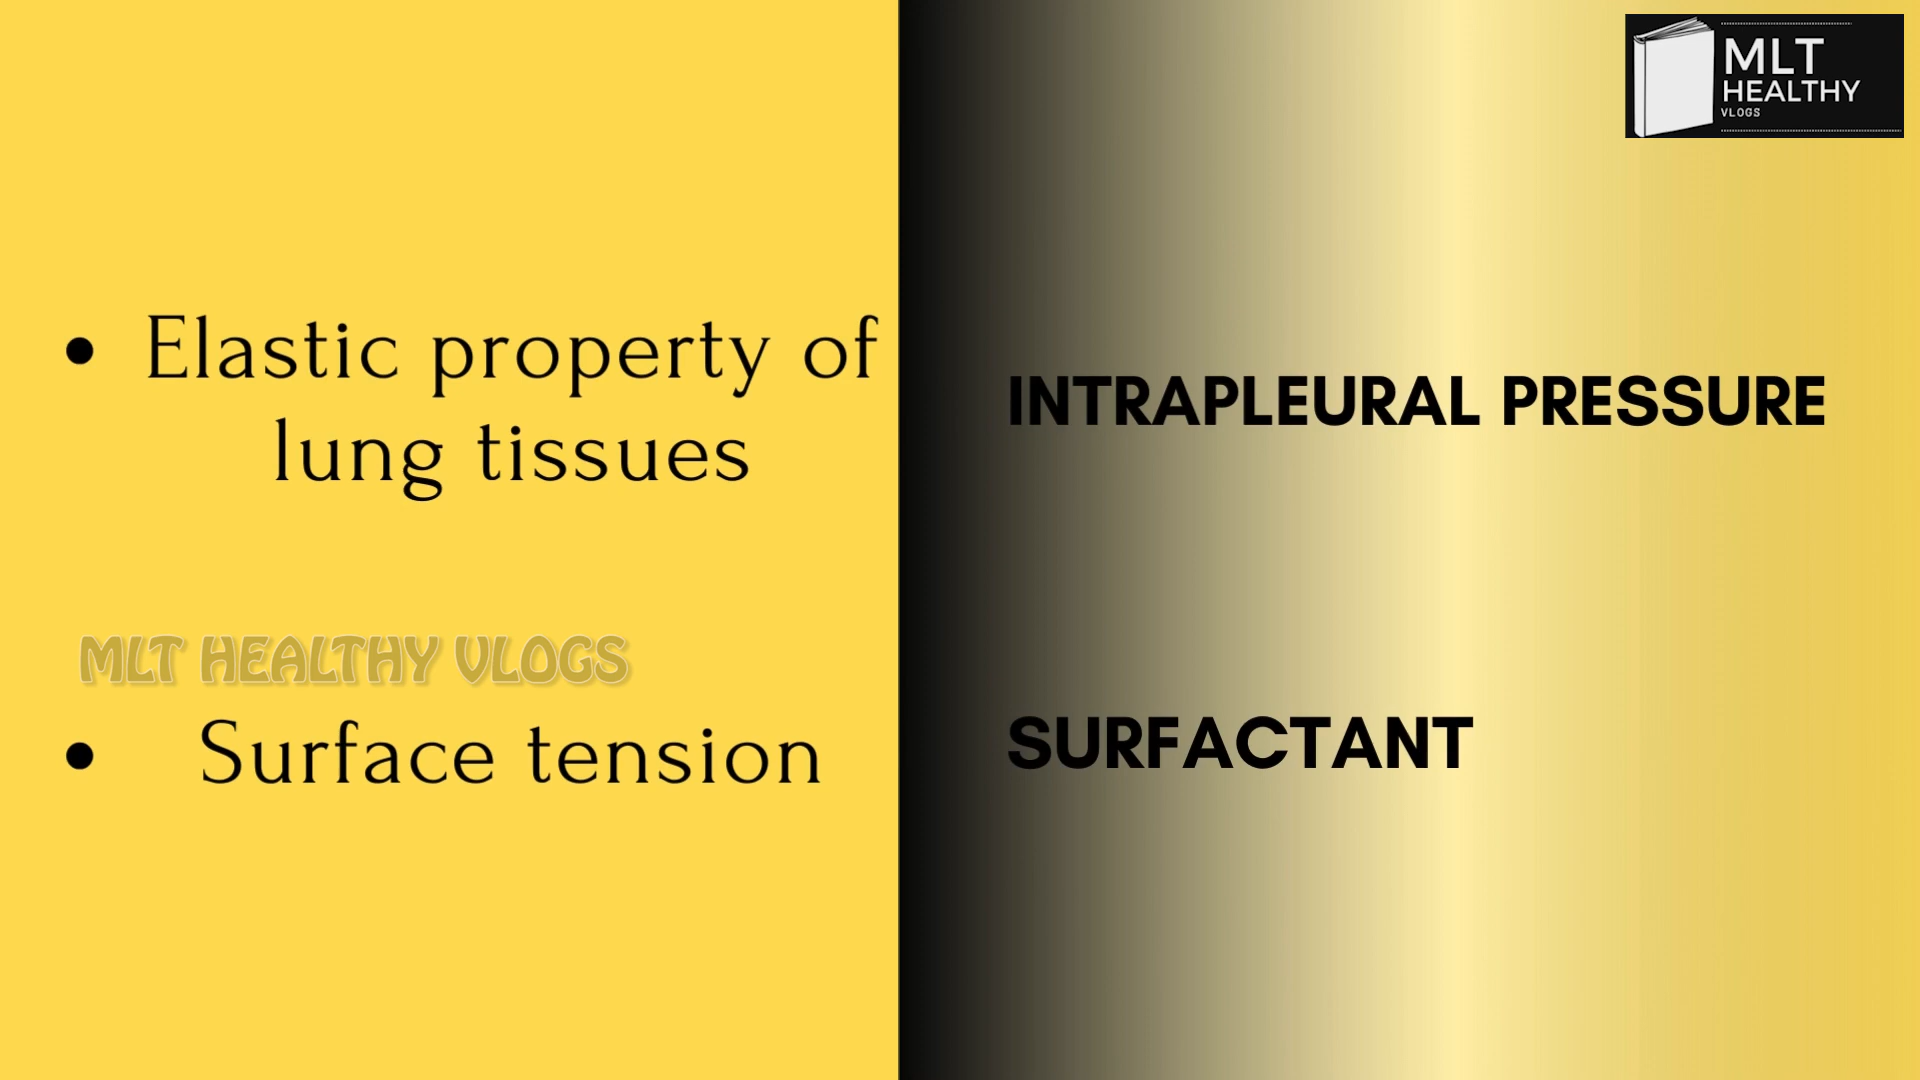 MLT
HEALTHY
VLOGS
• Elastic property of
lung tissues
INTRAPLEURAL PRESSURE
MLT HEALTHY VLOGS
• Surface tension
SURFACTANT